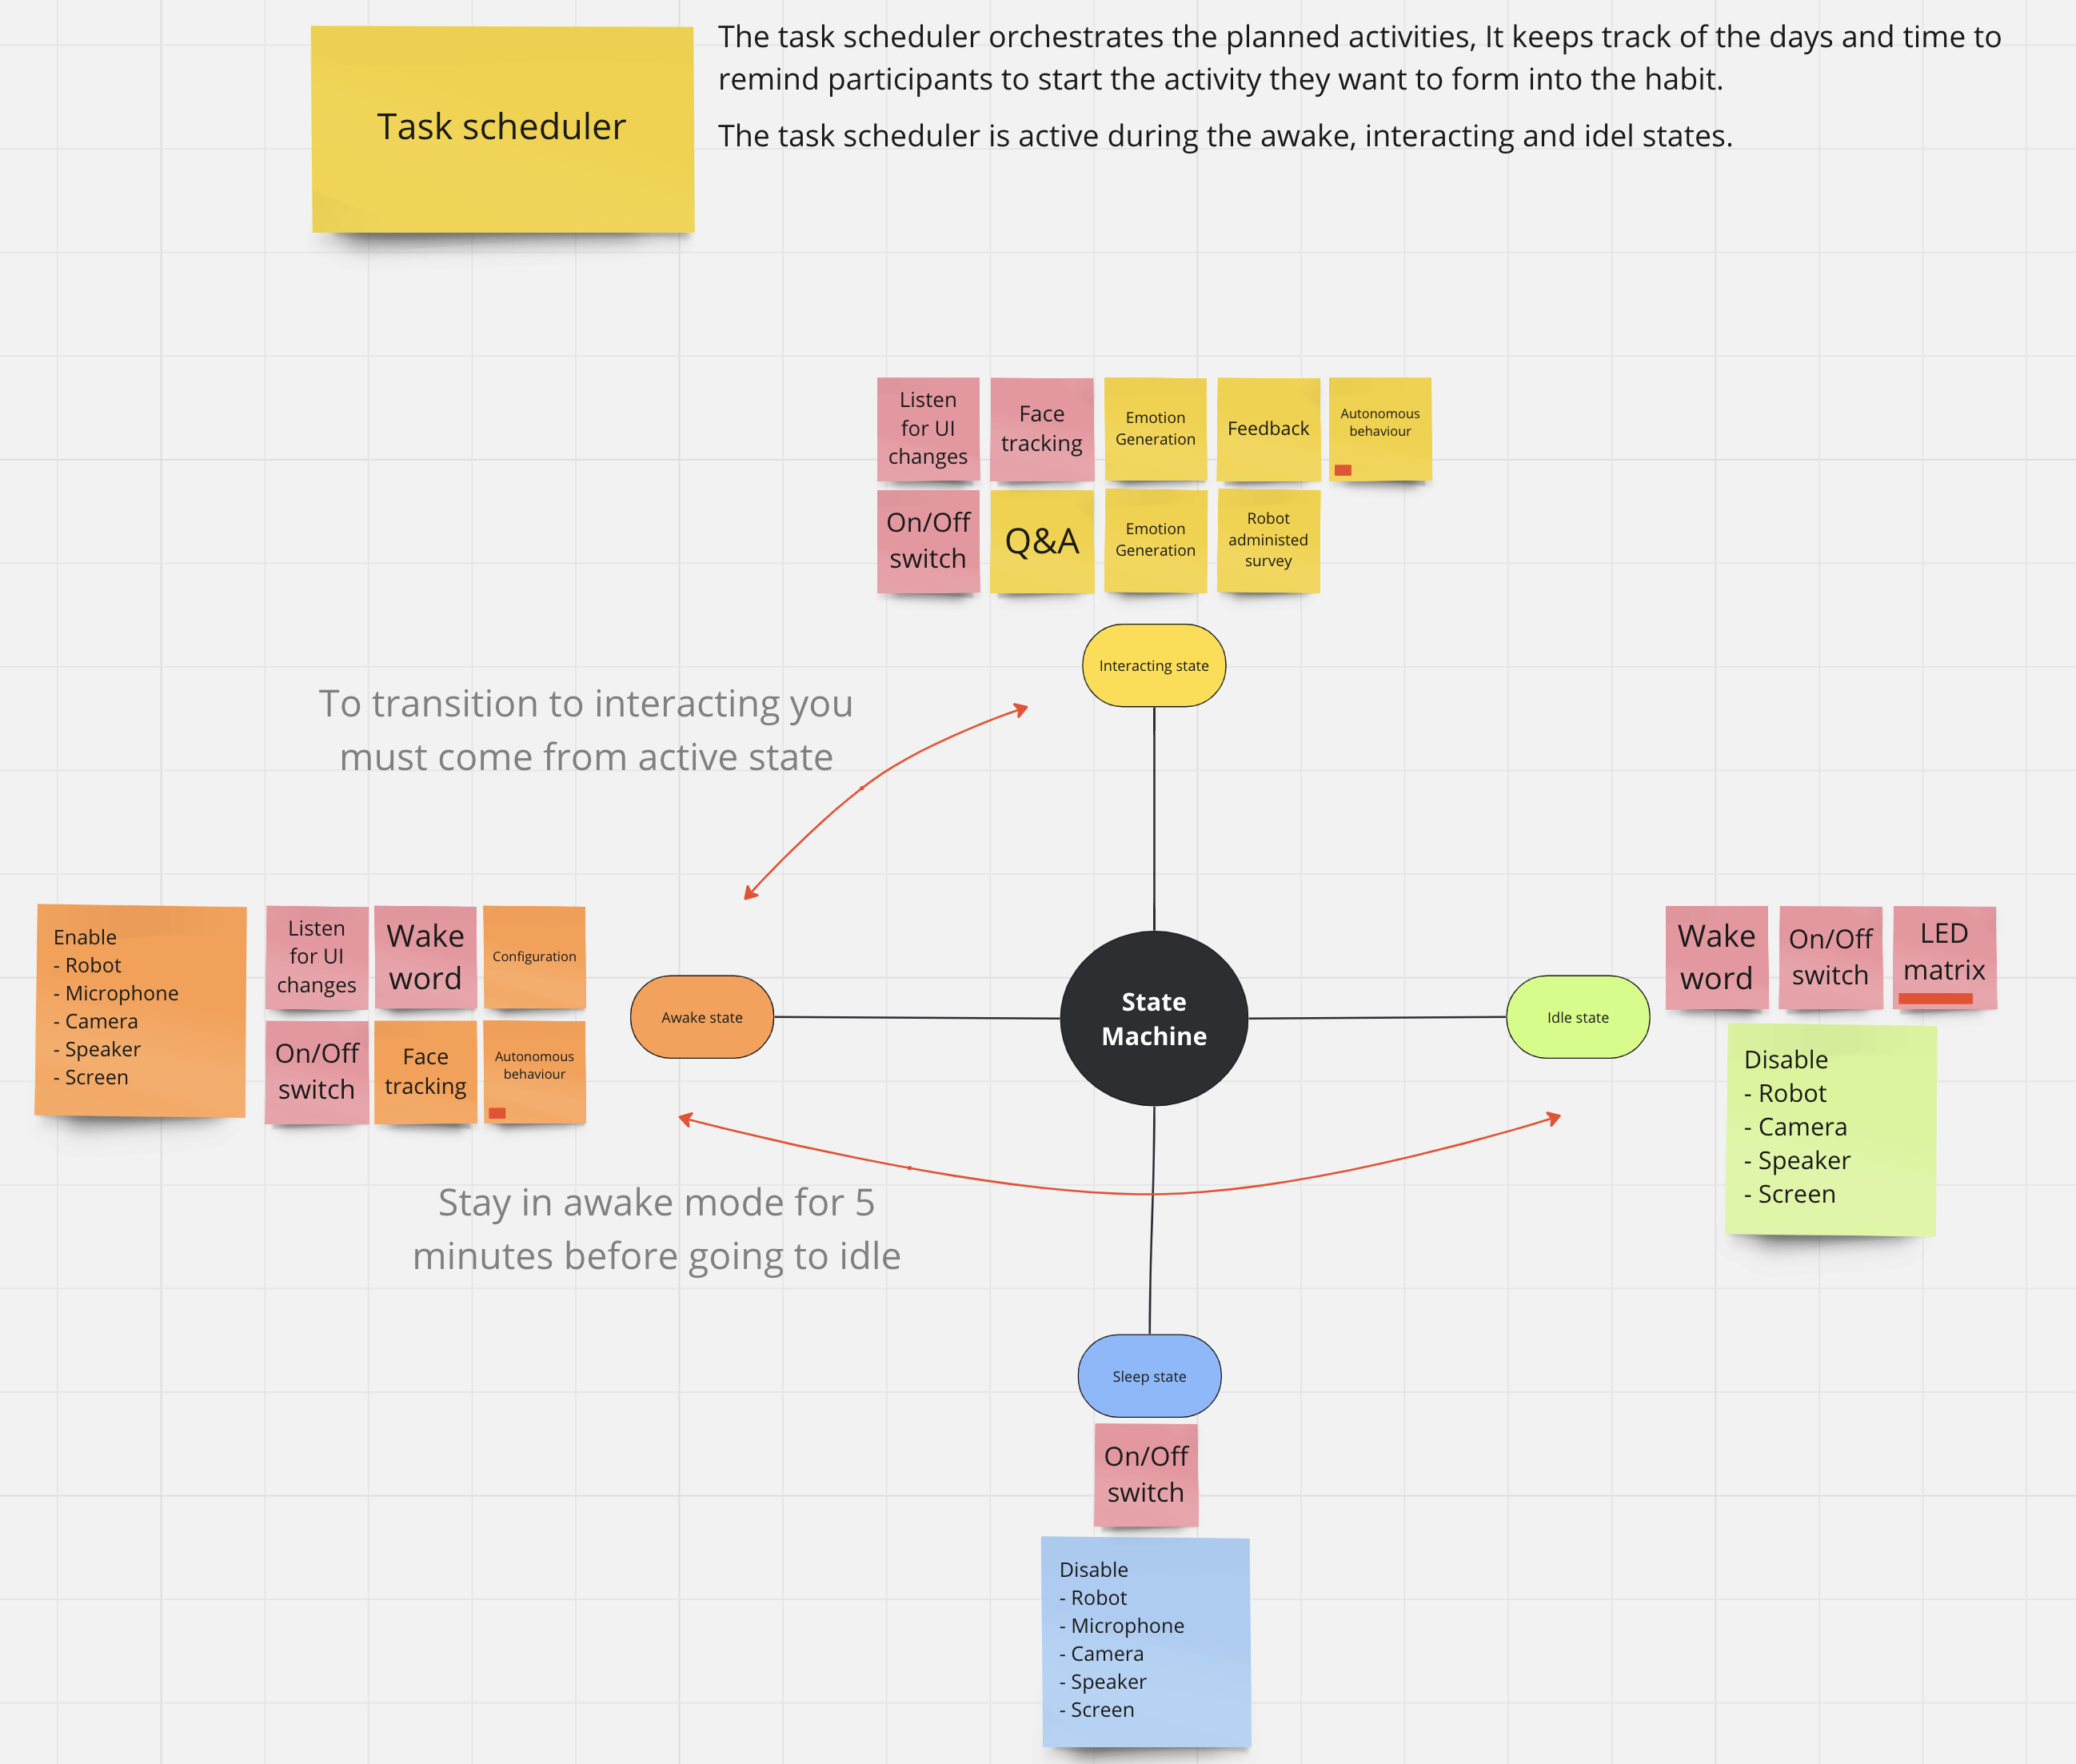 Task scheduler
The task scheduler orchestrates the planned activities, It keeps track of the days and time to
remind participants to start the activity they want to form into the habit.
The task scheduler is active during the awake, interacting and idel states.
Listen
for UI
changes
Face
tracking
Emotion
Generation
Feedback
Autonomous
behaviour
On/Off
switch
Q&A
Emotion
Generation
Robot
administed
survey
Interacting state
To transition to interacting you
must come from active state
Enable
- Robot
- Microphone
- Camera
- Speaker
- Screen
Listen
for UI
changes
Wake
word
Configuration
On/Off
switch
Face
tracking
Autonomous
behaviour
Awake state
State
Machine
Idle state
Wake
word
On/Off
switch
LED
matrix
Disable
- Robot
- Camera
- Speaker
- Screen
Stay in awake mode for 5
minutes before going to idle
Sleep state
On/Off
switch
Disable
- Robot
- Microphone
- Camera
- Speaker
- Screen